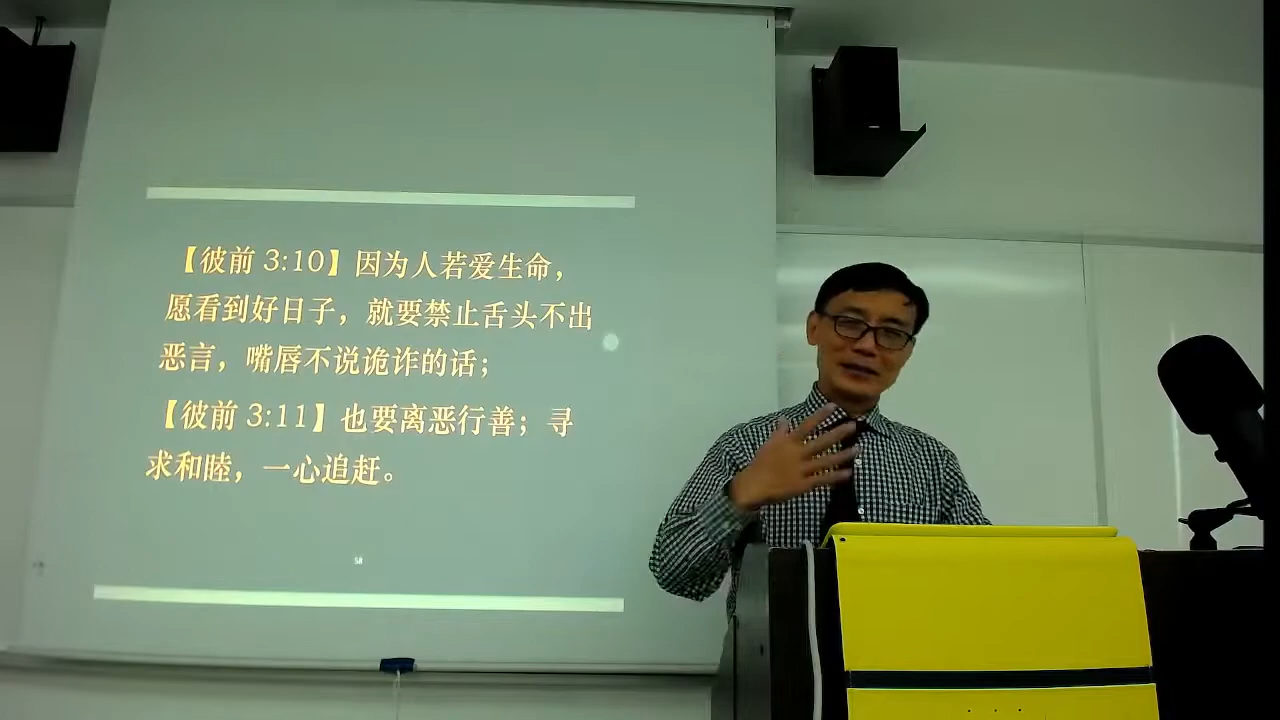 【彼前 3:10】因为人若爱生命，
愿看到好日子，就要禁止舌头不出
恶言，嘴唇不说诡诈的话；
【彼前 3:11】也要离恶行善；寻
求和睦，一心追赶。